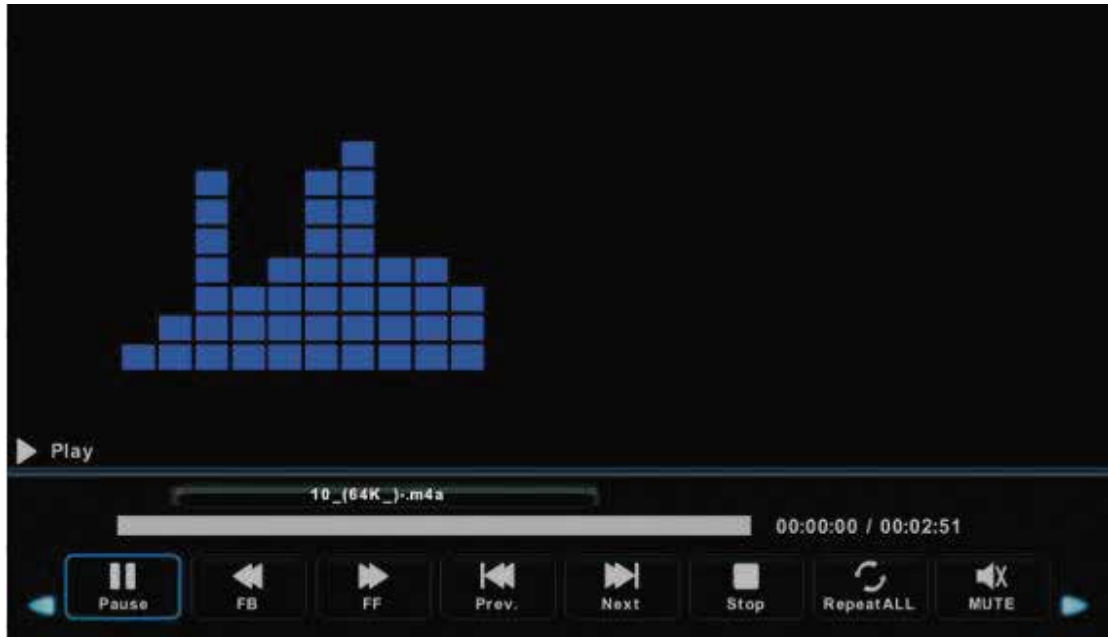 Play
10_(64K_)-.m4a
00:00:00 / 00:02:51
Pause FB FF Prev. Next Stop RepeatALL MUTE